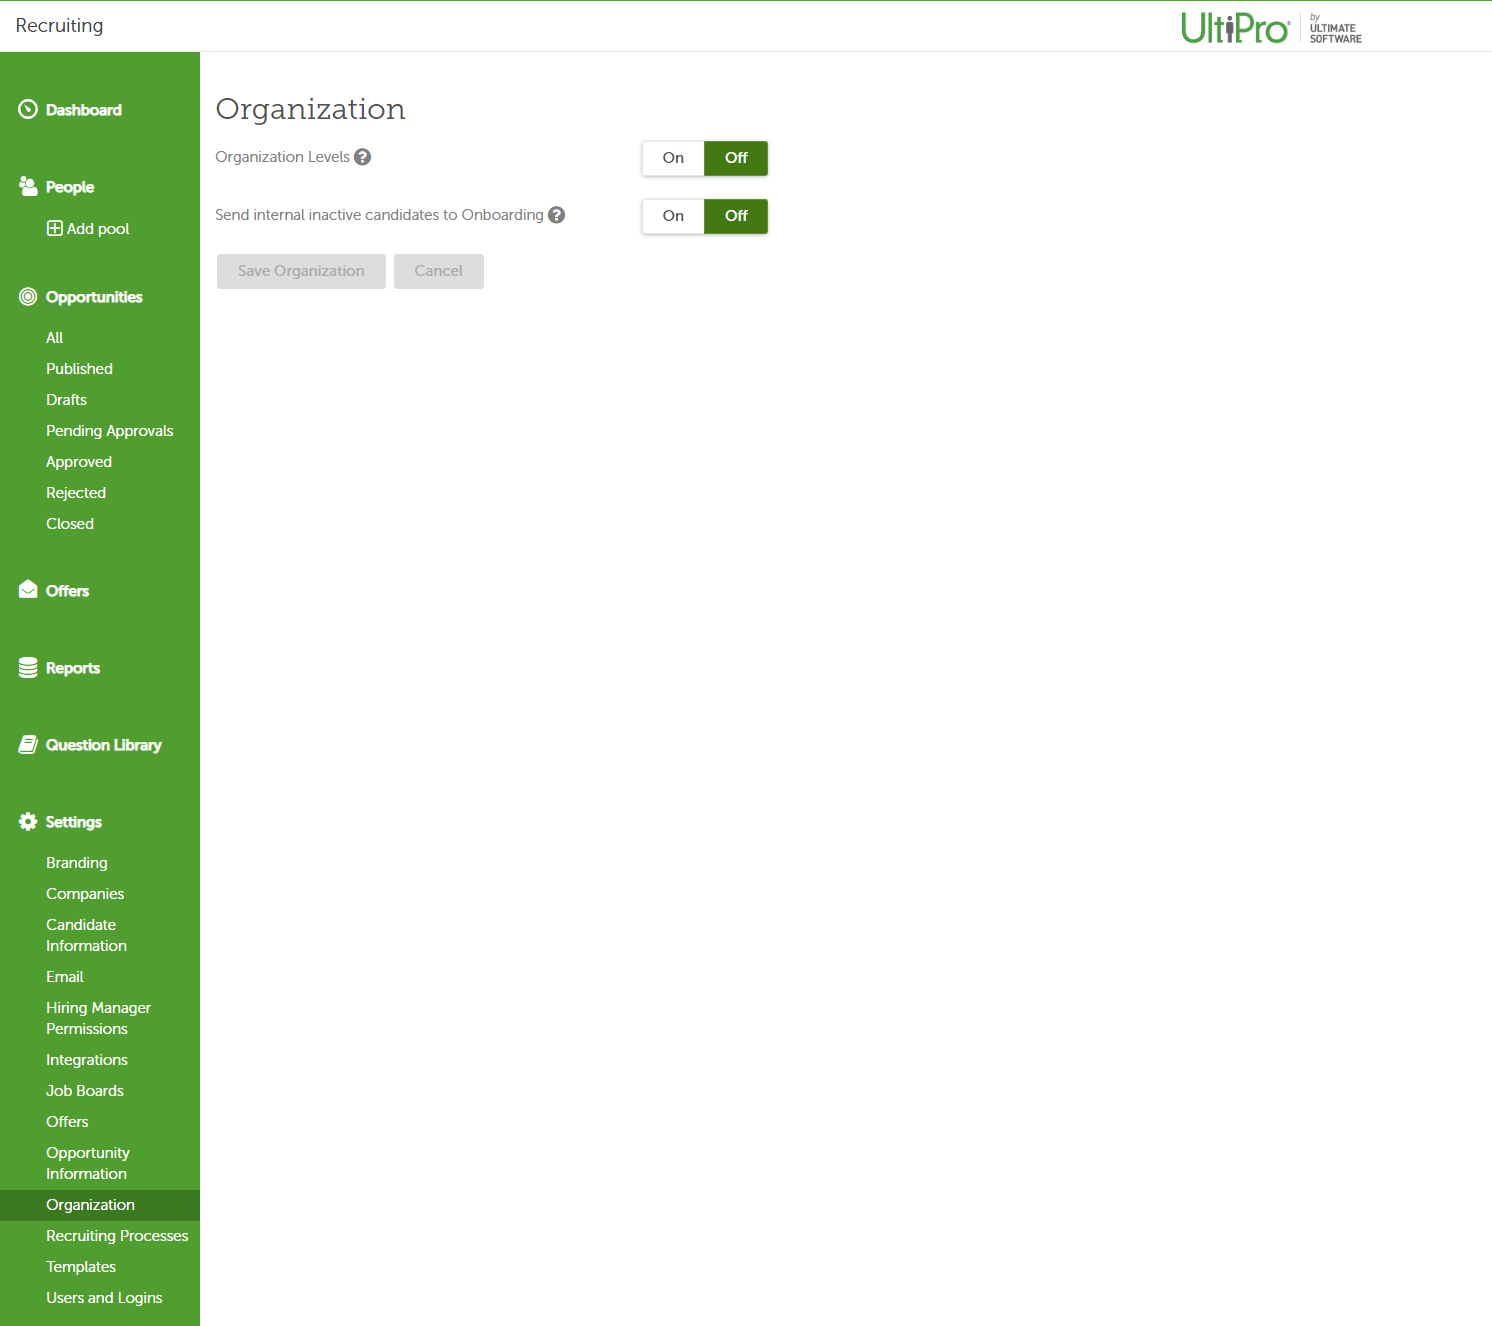 Recruiting
UltiPro
by
ULTIMATE
SOFTWARE
Dashboard
People
Add pool
Opportunities
All
Published
Drafts
Pending Approvals
Approved
Rejected
Closed
Offers
Reports
Question Library
Settings
Branding
Companies
Candidate
Information
Email
Hiring Manager
Permissions
Integrations
Job Boards
Offers
Opportunity
Information
Organization
Recruiting Processes
Templates
Users and Logins
Organization
Organization Levels ? On Off
Send internal inactive candidates to Onboarding ? On Off
Save Organization Cancel